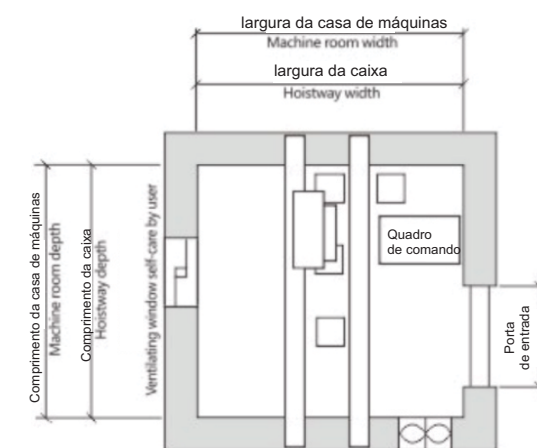 largura da casa de máquinas
Machine room width
largura da caixa
Hoistway width
Comprimento da casa de máquinas
Machine room depth
Comprimento da caixa
Hoistway depth
Ventilating window self-care by user
Quadro
de comando
Porta
de entrada